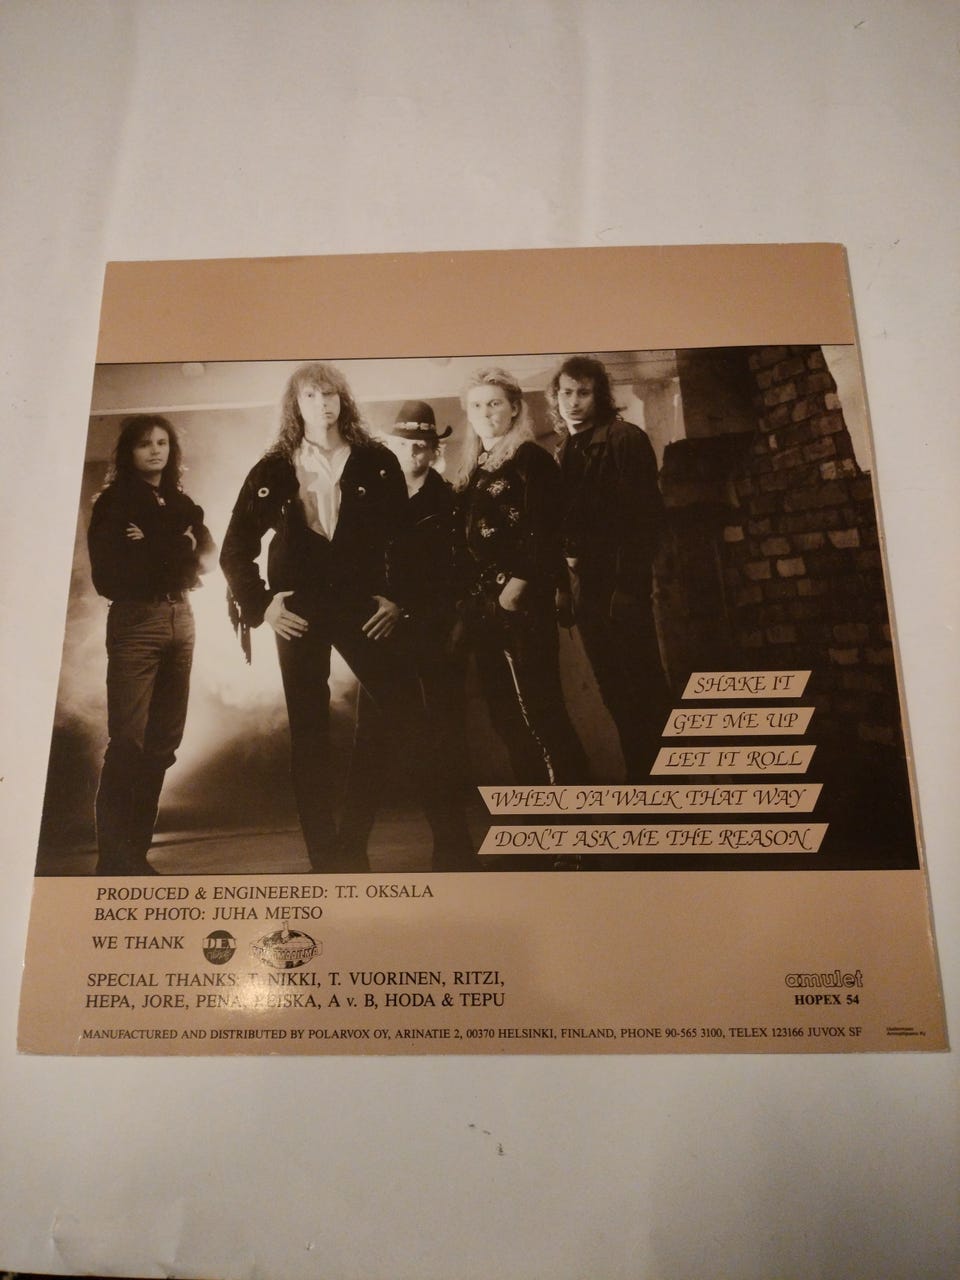 SHAKE IT
GET ME UP
LET IT ROLL
WHEN YA' WALK THAT WAY
DON'T ASK ME THE REASON
PRODUCED & ENGINEERED: T.T. OKSALA
BACK PHOTO: JUHA METSO
WE THANK
SPECIAL THANKS: T. NIKKI, T. VUORINEN, RITZI,
HEPA, JORE, PENA, REISKA, A v. B, HODA & TEPU
amulet
HOPEX 54
MANUFACTURED AND DISTRIBUTED BY POLARVOX OY, ARINATIE 2, 00370 HELSINKI, FINLAND, PHONE 90-565 3100, TELEX 123166 JUVOX SF